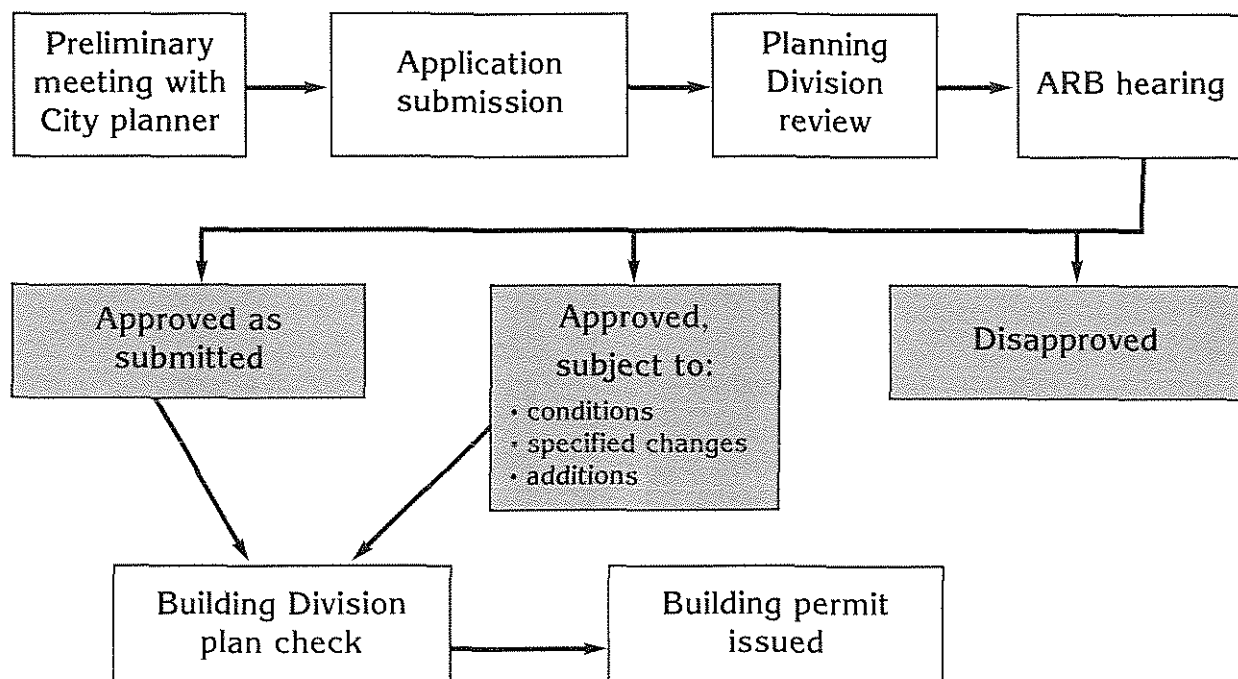 Preliminary
meeting with
City planner
Application
submission
Planning
Division
review
ARB hearing
Approved as
submitted
Approved,
subject to:
• conditions
• specified changes
• additions
Disapproved
Building Division
plan check
Building permit
issued